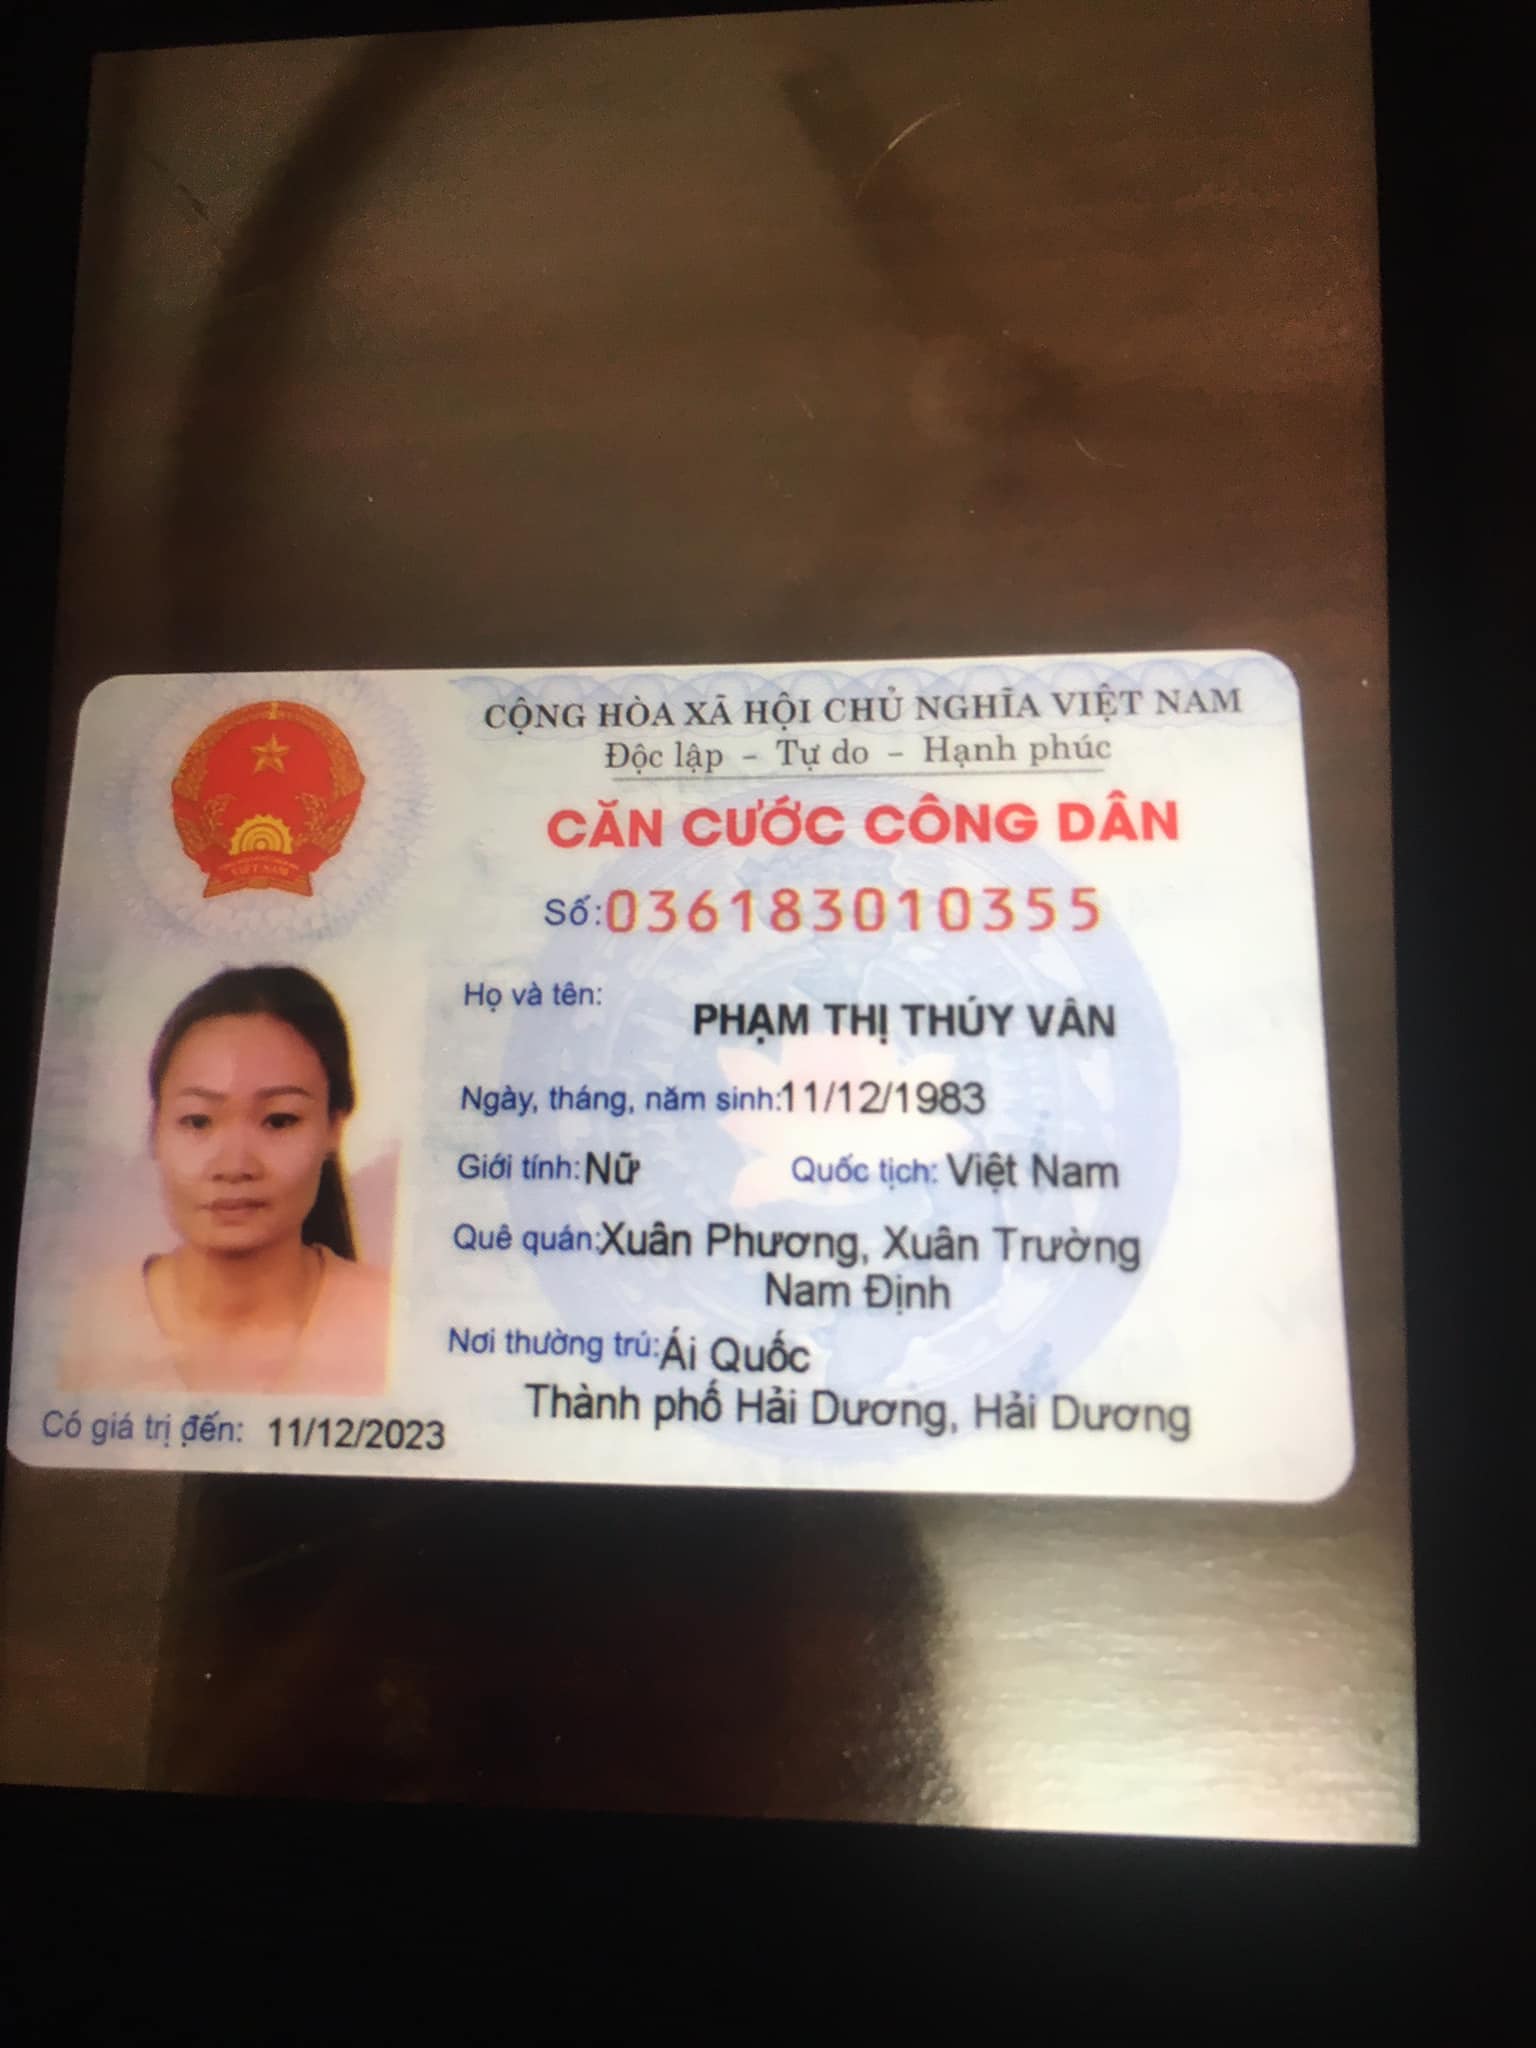 CỘNG HÒA XÃ HỘI CHỦ NGHĨA VIỆT NAM
Độc lập - Tự do - Hạnh phúc
CĂN CƯỚC CÔNG DÂN
Số: 036183010355
Họ và tên:
PHẠM THỊ THÚY VÂN
Ngày, tháng, năm sinh: 11/12/1983
Giới tính: Nữ Quốc tịch: Việt Nam
Quê quán: Xuân Phương, Xuân Trường
Nam Định
Nơi thường trú: Ái Quốc
Thành phố Hải Dương, Hải Dương
Có giá trị đến: 11/12/2023
VIỆT NAM